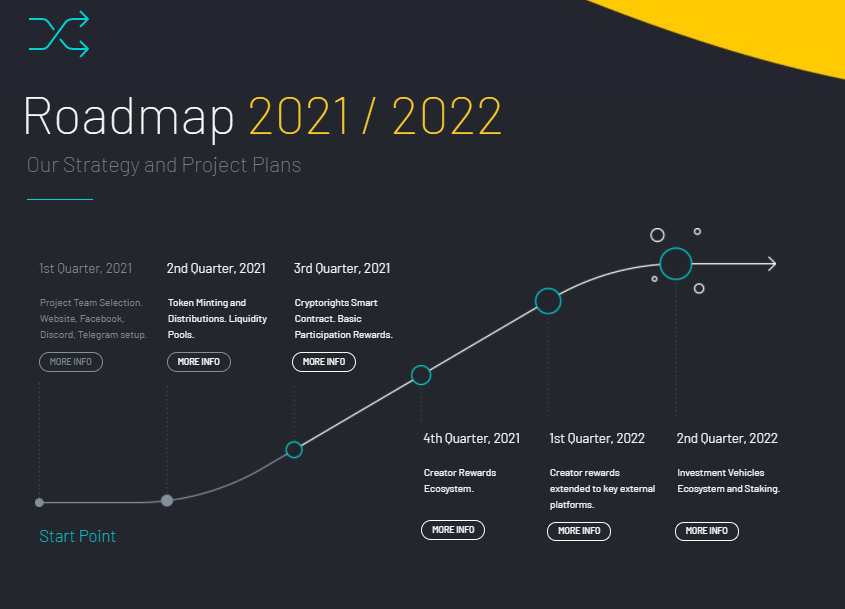 Roadmap 2021 / 2022
Our Strategy and Project Plans
1st Quarter, 2021
Project Team Selection.
Website, Facebook,
Discord, Telegram setup.
MORE INFO
2nd Quarter, 2021
Token Minting and
Distributions. Liquidity
Pools.
MORE INFO
3rd Quarter, 2021
Cryptorights Smart
Contract. Basic
Participation Rewards.
MORE INFO
4th Quarter, 2021
Creator Rewards
Ecosystem.
MORE INFO
1st Quarter, 2022
Creator rewards
extended to key external
platforms.
MORE INFO
2nd Quarter, 2022
Investment Vehicles
Ecosystem and Staking.
MORE INFO
Start Point